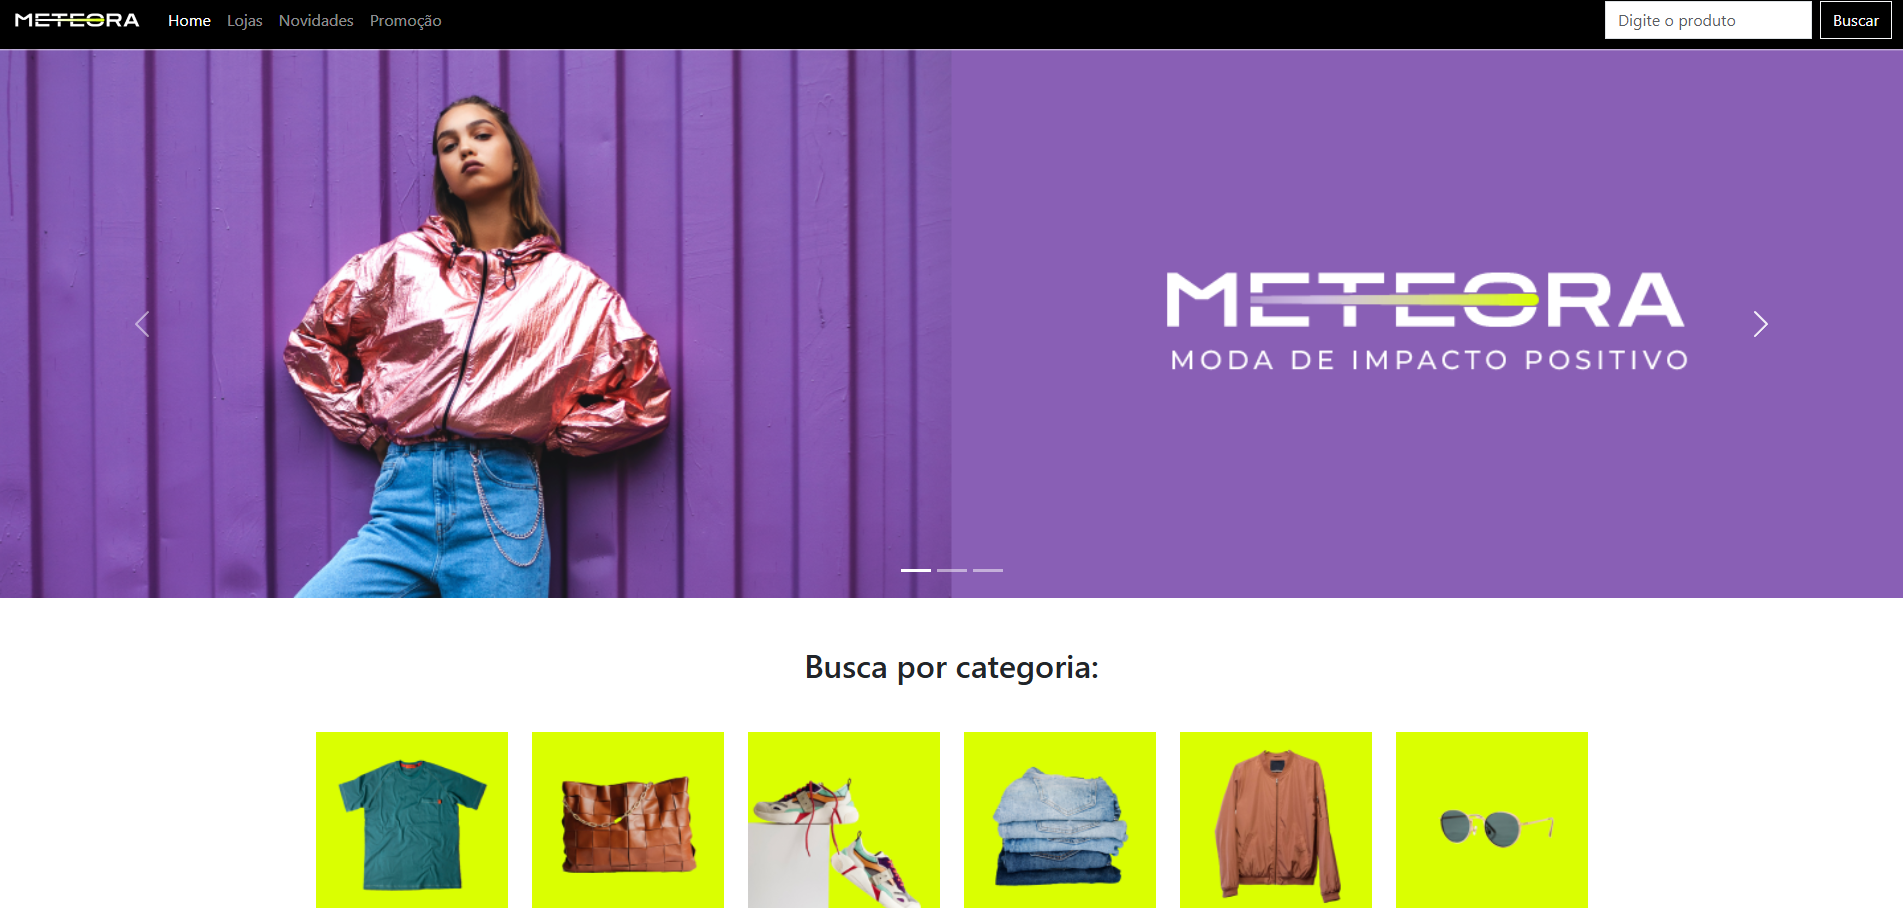 METEORA Home Lojas Novidades Promoção Digite o produto Buscar
METEORA
MODA DE IMPACTO POSITIVO
Busca por categoria: